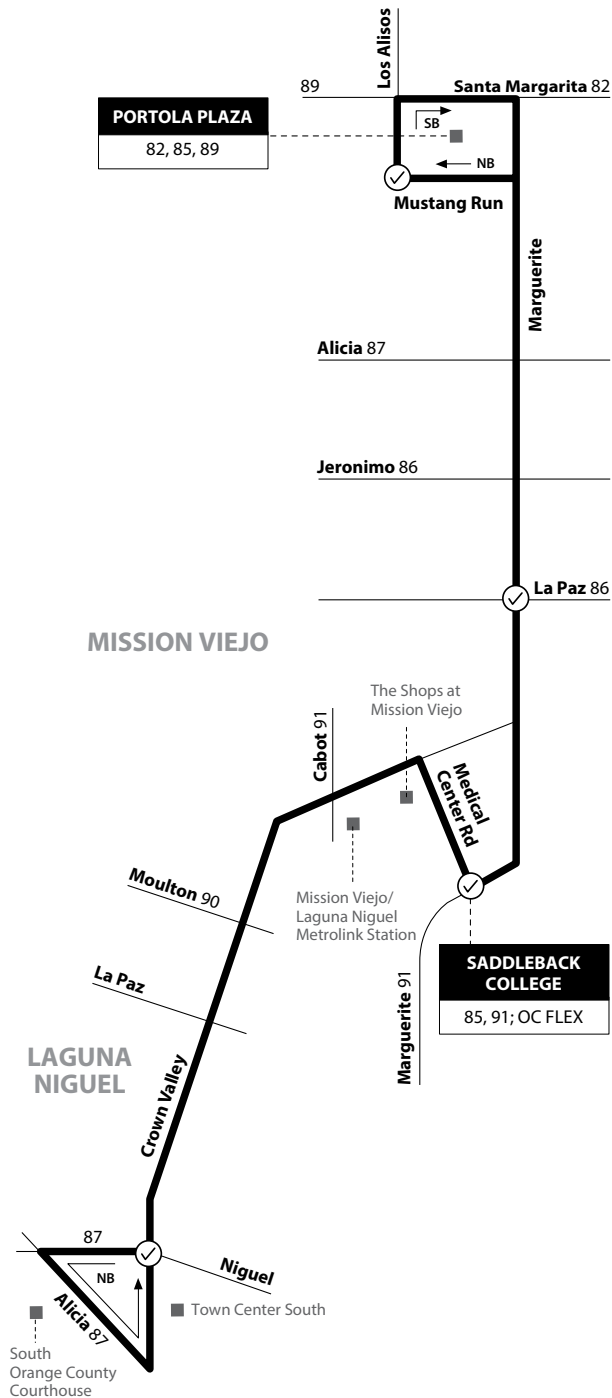 Los Alisos
89
Santa Margarita 82
PORTOLA PLAZA
82, 85, 89
SB
NB
Mustang Run
Marguerite
Alicia 87
Jeronimo 86
La Paz 86
MISSION VIEJO
The Shops at
Mission Viejo
Cabot 91
Medical
Center Rd
Moulton 90
Mission Viejo/
Laguna Niguel
Metrolink Station
SADDLEBACK
COLLEGE
85, 91; OC FLEX
La Paz
Marguerite 91
LAGUNA
NIGUEL
Crown Valley
87
NB
Niguel
Alicia 87
Town Center South
South
Orange County
Courthouse